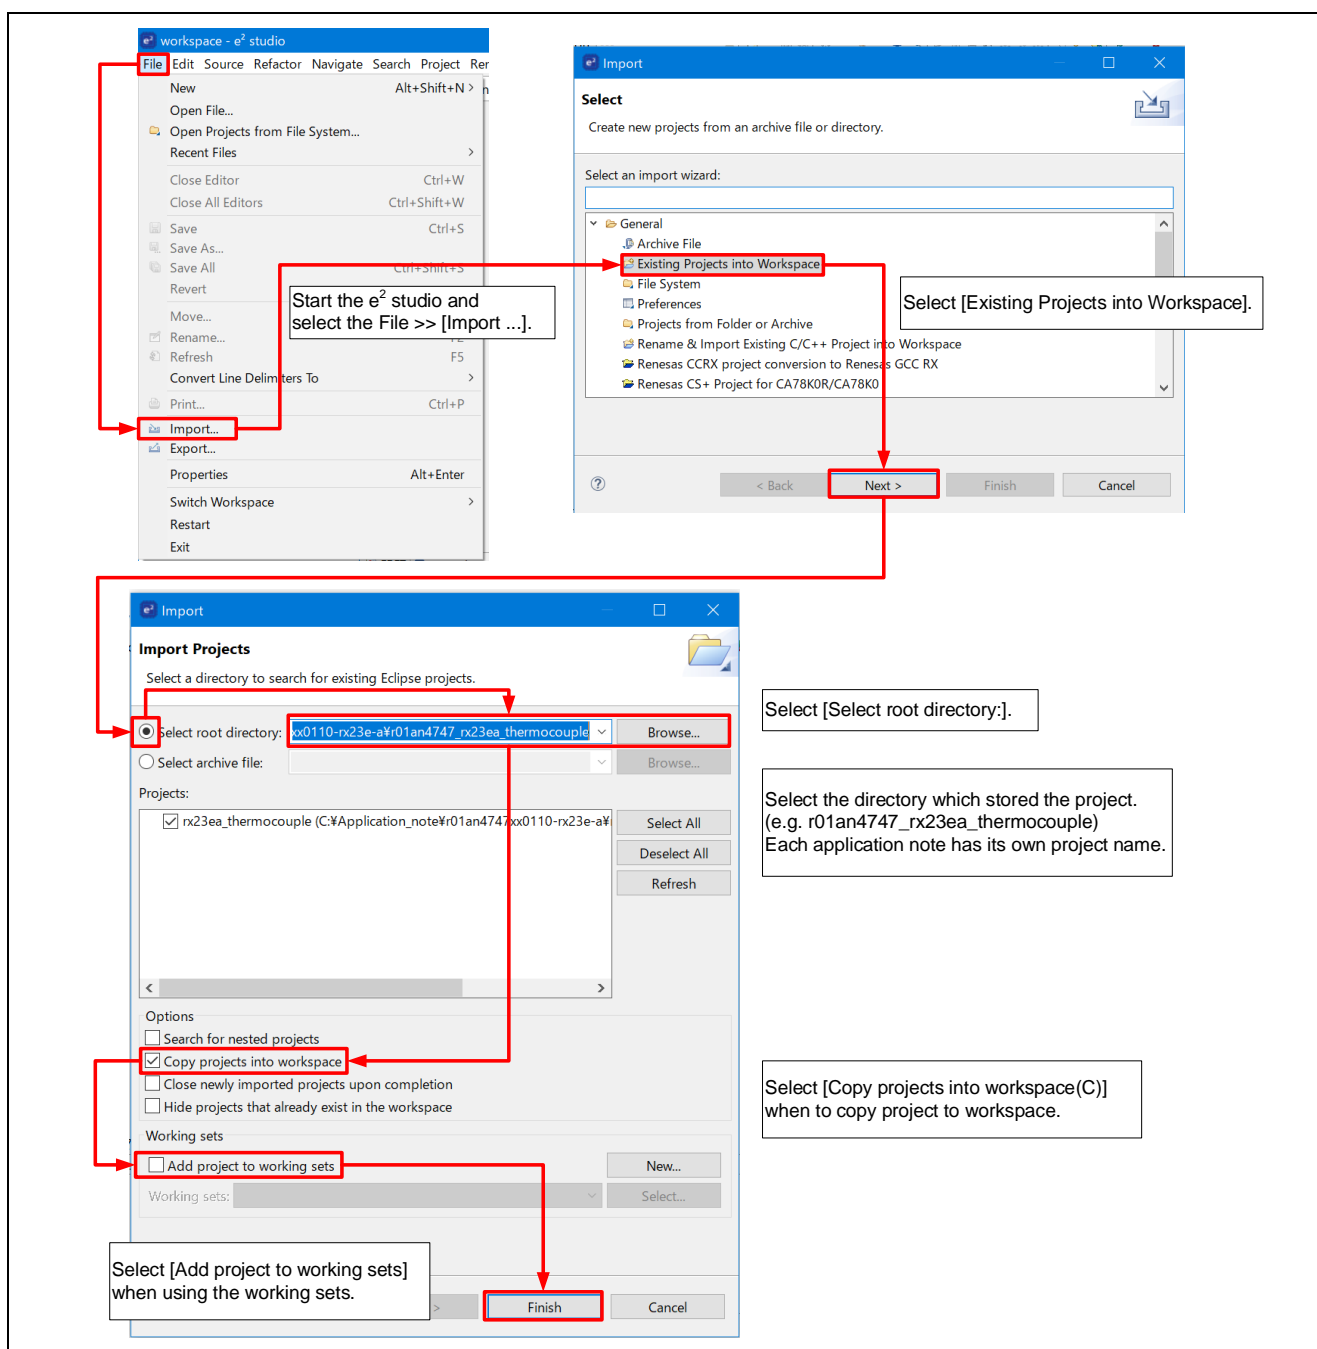 workspace - e² studio
File Edit Source Refactor Navigate Search Project
New Alt+Shift+N >
Open File...
Open Projects from File System...
Recent Files >
Close Editor Ctrl+W
Close All Editors Ctrl+Shift+W
Save Ctrl+S
Save As...
Save All Ctrl+Shift+S
Revert
Move...
Rename...
Refresh F5
Convert Line Delimiters To >
Print... Ctrl+P
Import...
Export...
Properties Alt+Enter
Switch Workspace >
Restart
Exit
Start the e² studio and
select the File >> [Import ...].
Import
Select
Create new projects from an archive file or directory.
Select an import wizard:
General
Archive File
Existing Projects into Workspace
File System
Preferences
Projects from Folder or Archive
Rename & Import Existing C/C++ Project into Workspace
Renesas CCRX project conversion to Renesas GCC RX
Renesas CS+ Project for CA78K0R/CA78K0
< Back Next > Finish Cancel
Select [Existing Projects into Workspace].
Import
Import Projects
Select a directory to search for existing Eclipse projects.
Select root directory: xx0110-rx23e-a¥r01an4747_rx23ea_thermocouple Browse...
Select archive file: Browse...
Projects:
rx23ea_thermocouple (C:¥Application_note¥r01an4747xx0110-rx23e-a¥
Select All
Deselect All
Refresh
Options
Search for nested projects
Copy projects into workspace
Close newly imported projects upon completion
Hide projects that already exist in the workspace
Working sets
Add project to working sets New...
Working sets: Select...
> Finish Cancel
Select [Select root directory:].
Select the directory which stored the project.
(e.g. r01an4747_rx23ea_thermocouple)
Each application note has its own project name.
Select [Copy projects into workspace(C)]
when to copy project to workspace.
Select [Add project to working sets]
when using the working sets.